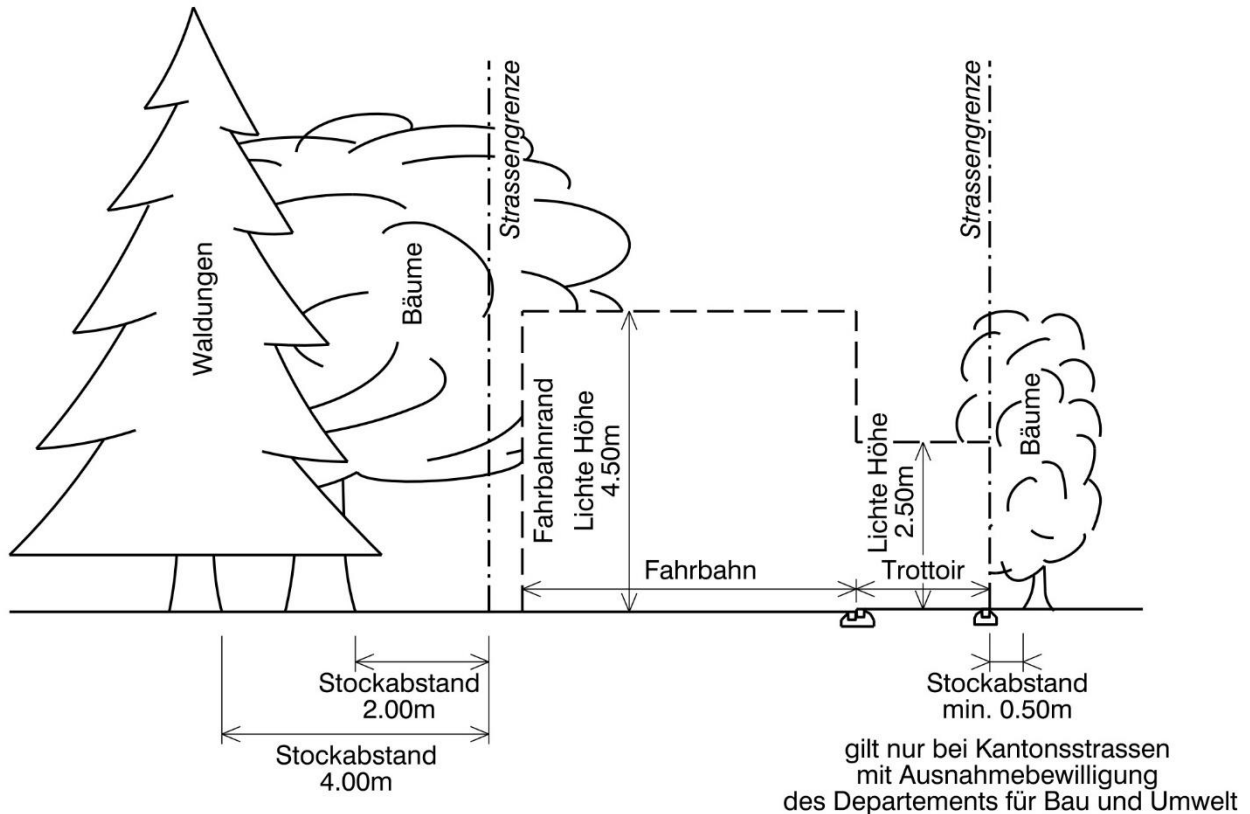 Strassengrenze
Strassengrenze
Waldungen
Bäume
Fahrbahnrand
Lichte Höhe
4.50m
Lichte Höhe
2.50m
Bäume
Fahrbahn
Trottoir
Stockabstand
2.00m
Stockabstand
4.00m
Stockabstand
min. 0.50m
gilt nur bei Kantonsstrassen
mit Ausnahmebewilligung
des Departements für Bau und Umwelt